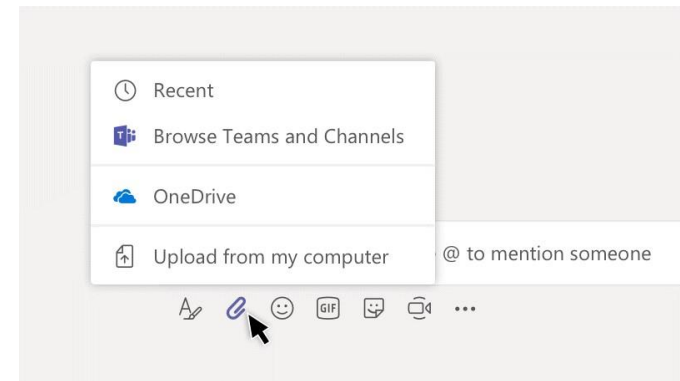 Recent
Browse Teams and Channels
OneDrive
Upload from my computer
@ to mention someone
GIF